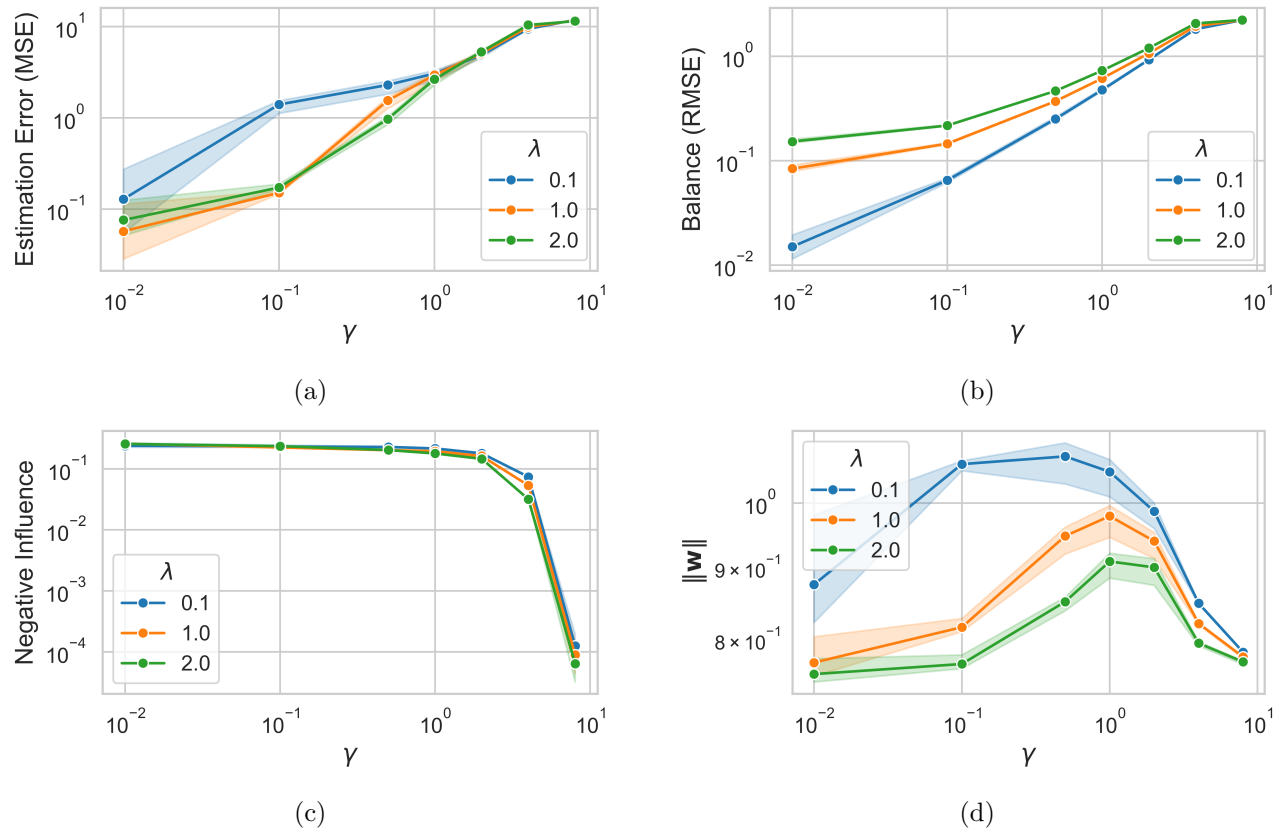 Estimation Error (MSE)
10^1
10^0
10^−1
λ
0.1
1.0
2.0
10^−2
10^−1
10^0
10^1
γ
(a)
Balance (RMSE)
10^0
10^−1
10^−2
λ
0.1
1.0
2.0
10^−2
10^−1
10^0
10^1
γ
(b)
Negative Influence
10^−1
10^−2
10^−3
10^−4
λ
0.1
1.0
2.0
10^−2
10^−1
10^0
10^1
γ
(c)
‖w‖
10^0
9 × 10^−1
8 × 10^−1
λ
0.1
1.0
2.0
10^−2
10^−1
10^0
10^1
γ
(d)